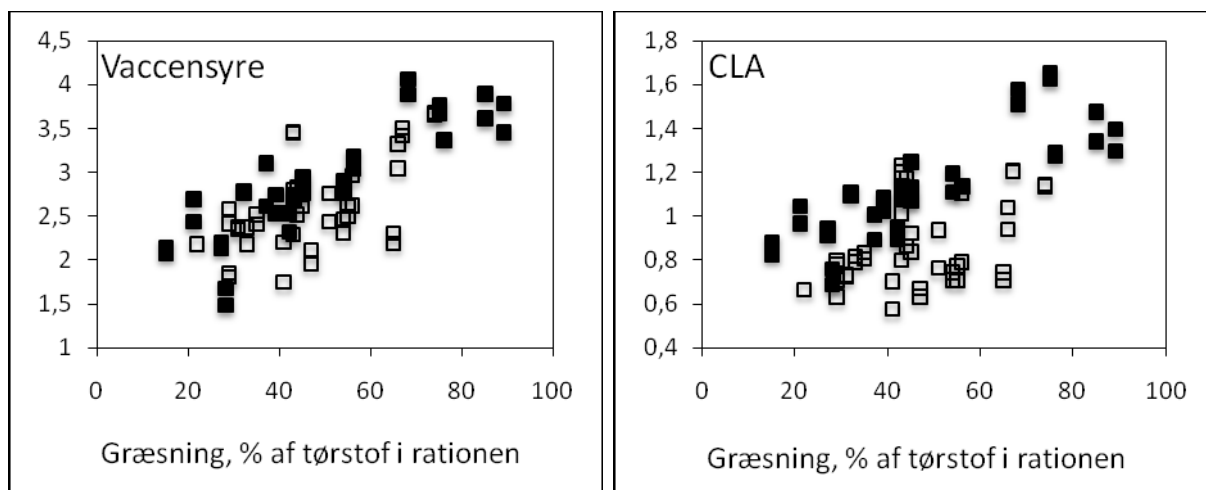 Vaccensyre
4,5
4
3,5
3
2,5
2
1,5
1
0 20 40 60 80 100
Græsning, % af tørstof i rationen
CLA
1,8
1,6
1,4
1,2
1
0,8
0,6
0,4
0 20 40 60 80 100
Græsning, % af tørstof i rationen